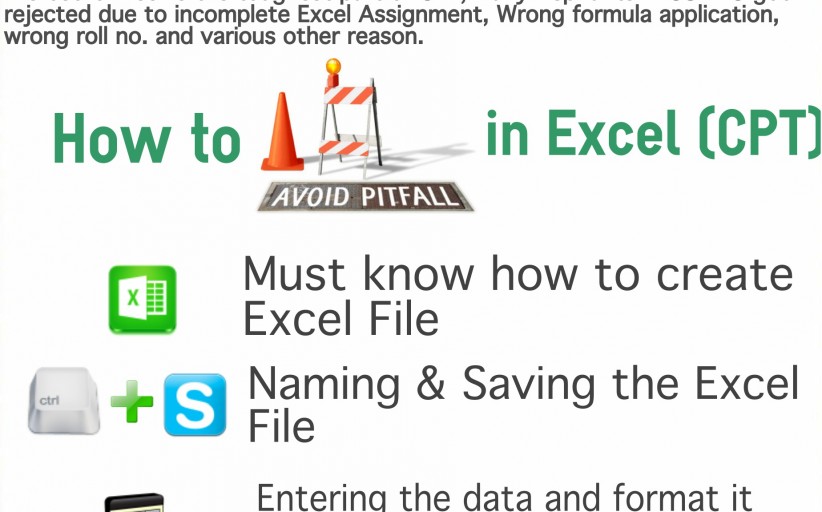 rejected due to incomplete Excel Assignment, Wrong formula application,
wrong roll no. and various other reason.
How to
in Excel (CPT)
AVOID PITFALL
X
Must know how to create
Excel File
ctrl
S
Naming & Saving the Excel
File
Entering the data and format it